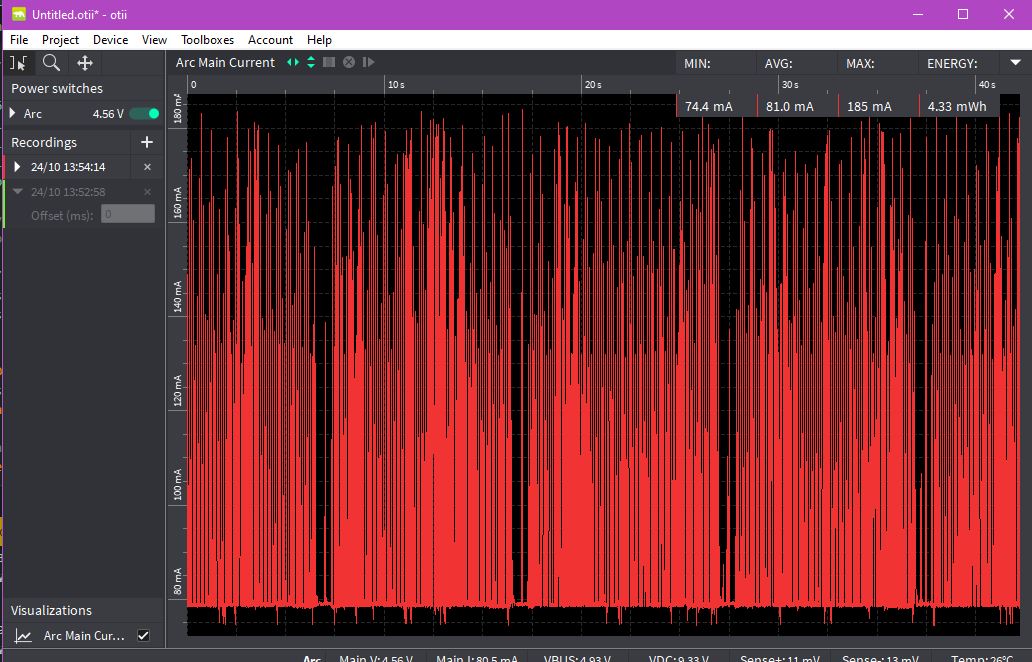 Untitled.otii* - otii
File Project Device View Toolboxes Account Help
Arc Main Current MIN: AVG: MAX: ENERGY:
74.4 mA 81.0 mA 185 mA 4.33 mWh
Power switches
Arc 4.56 V
Recordings +
24/10 13:54:14
24/10 13:52:58
Offset (ms): 0
0 10 s 20 s 30 s 40 s
180 mA
160 mA
140 mA
120 mA
100 mA
80 mA
Visualizations
Arc Main Cur...
Arc Main V: 4.56 V Main I: 80.5 mA VBUS: 4.93 V VDC: 9.33 V Sense+: 11 mV Sense-: 13 mV Temp: 26°C